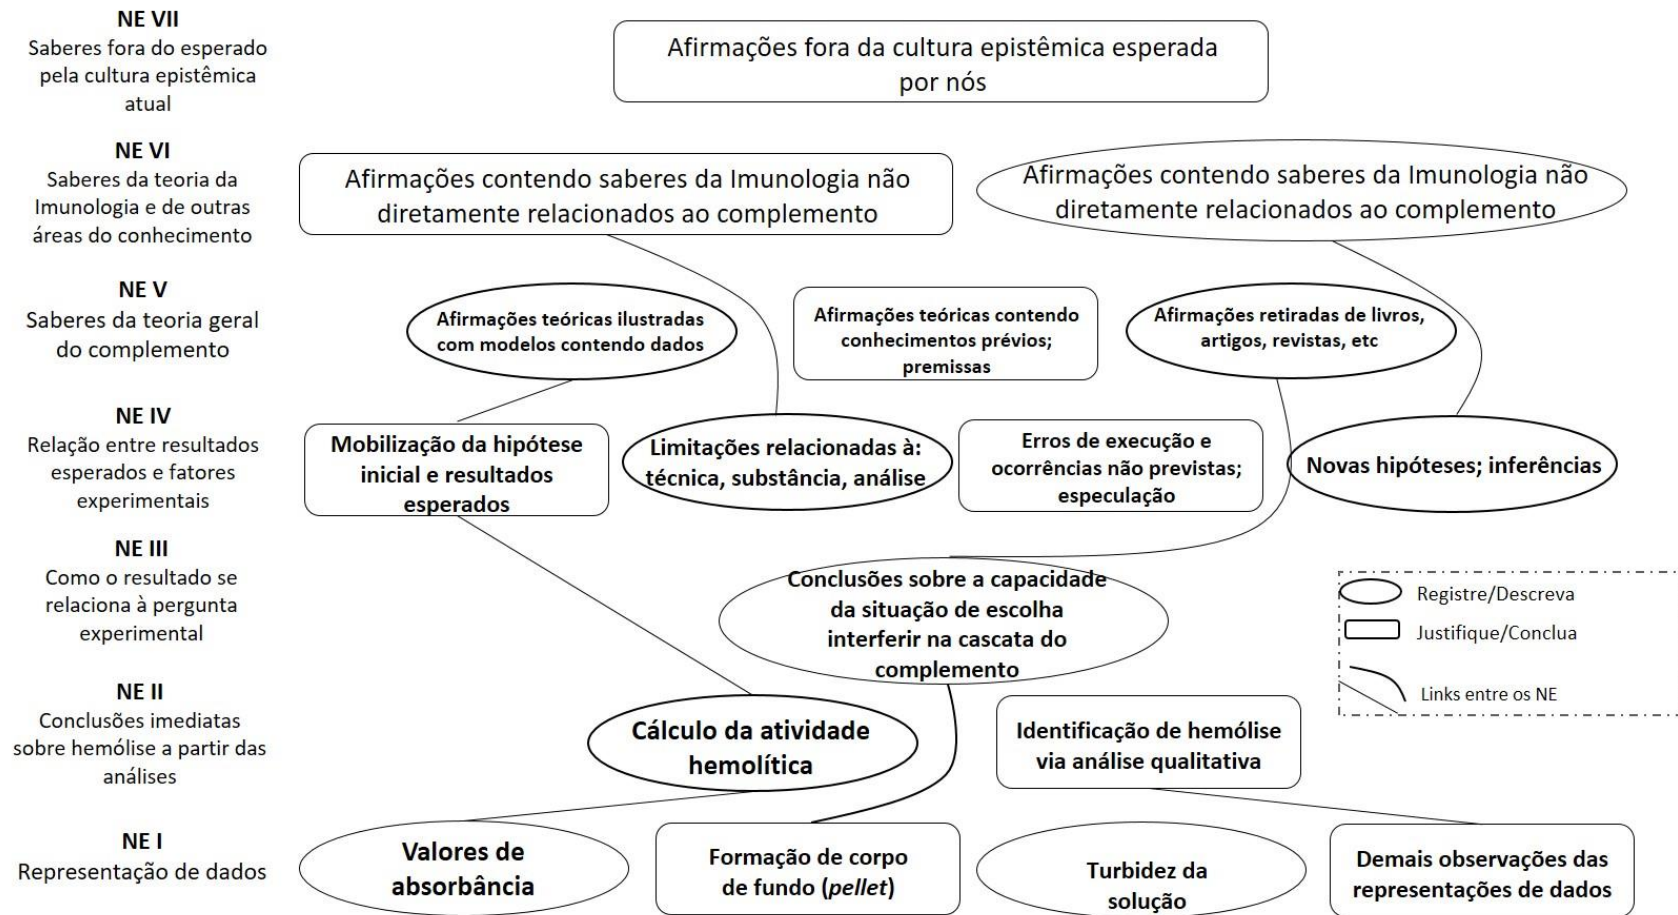 NE VII
Saberes fora do esperado
pela cultura epistêmica
atual
Afirmações fora da cultura epistêmica esperada
por nós
NE VI
Saberes da teoria da
Imunologia e de outras
áreas do conhecimento
Afirmações contendo saberes da Imunologia não
diretamente relacionados ao complemento
Afirmações contendo saberes da Imunologia não
diretamente relacionados ao complemento
NE V
Saberes da teoria geral
do complemento
Afirmações teóricas ilustradas
com modelos contendo dados
Afirmações teóricas contendo
conhecimentos prévios;
premissas
Afirmações retiradas de livros,
artigos, revistas, etc
NE IV
Relação entre resultados
esperados e fatores
experimentais
Mobilização da hipótese
inicial e resultados
esperados
Limitações relacionadas à:
técnica, substância, análise
Erros de execução e
ocorrências não previstas;
especulação
Novas hipóteses; inferências
NE III
Como o resultado se
relaciona à pergunta
experimental
Conclusões sobre a capacidade
da situação de escolha
interferir na cascata do
complemento
Registre/Descreva
Justifique/Conclua
Links entre os NE
NE II
Conclusões imediatas
sobre hemólise a partir das
análises
Cálculo da atividade
hemolítica
Identificação de hemólise
via análise qualitativa
NE I
Representação de dados
Valores de
absorbância
Formação de corpo
de fundo (pellet)
Turbidez da
solução
Demais observações das
representações de dados